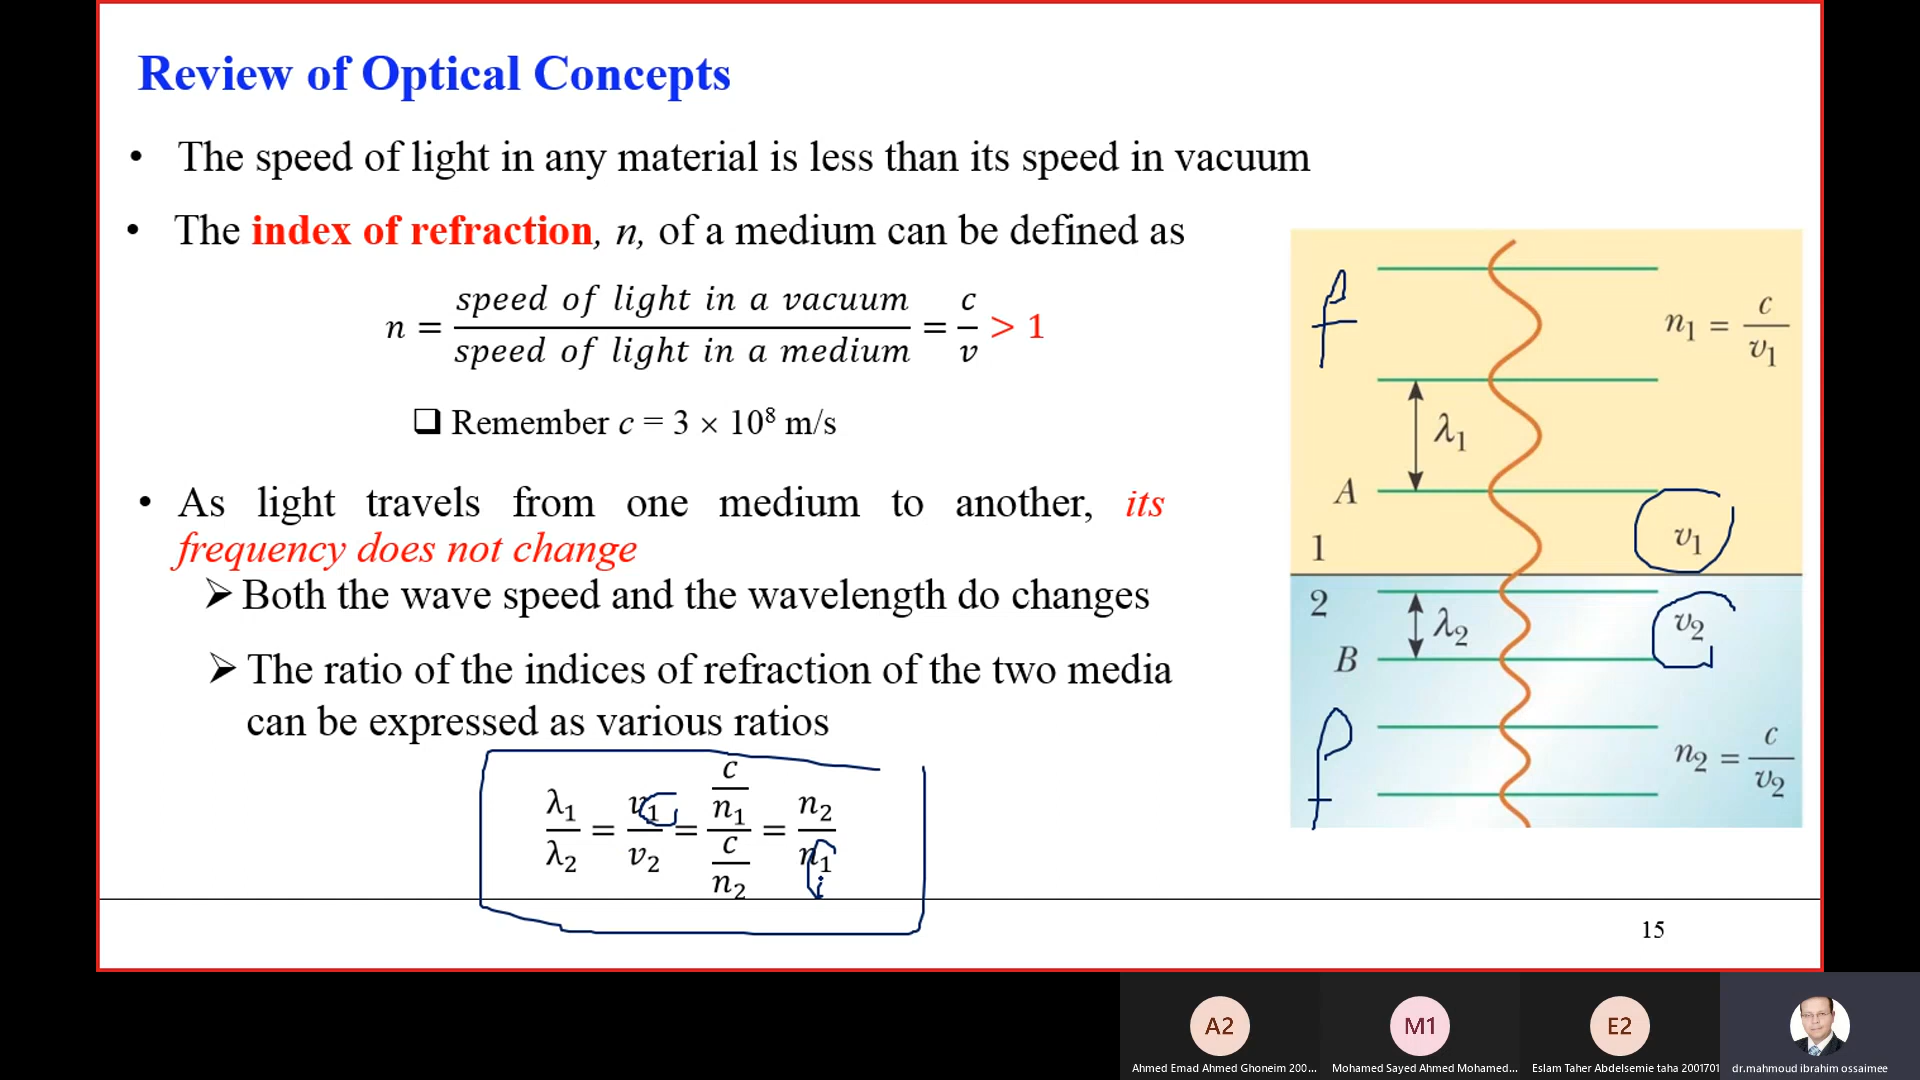 Review of Optical Concepts
• The speed of light in any material is less than its speed in vacuum
• The index of refraction, n, of a medium can be defined as
n = speed of light in a vacuum / speed of light in a medium = c / v > 1
❑ Remember c = 3 × 10⁸ m/s
• As light travels from one medium to another, its
frequency does not change
➢ Both the wave speed and the wavelength do changes
➢ The ratio of the indices of refraction of the two media
can be expressed as various ratios
λ₁/λ₂ = v₁/v₂ = (c/n₁)/(c/n₂) = n₂/n₁
f
n₁ = c/v₁
λ₁
A
1
v₁
2
λ₂
v₂
B
f
n₂ = c/v₂
15
A2
M1
E2
Ahmed Emad Ahmed Ghoneim 200...
Mohamed Sayed Ahmed Mohamed...
Eslam Taher Abdelsemie taha 2001701
dr.mahmoud ibrahim ossaimee